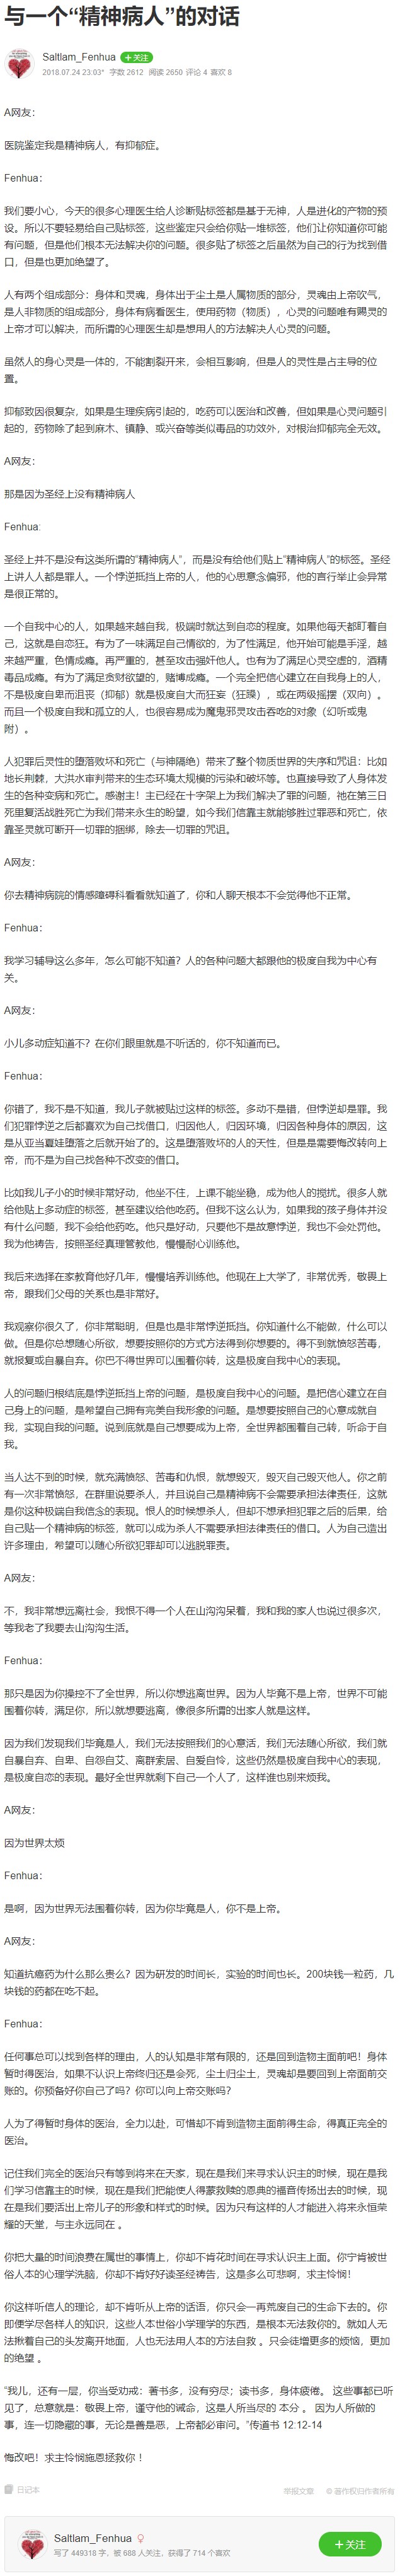 与一个“精神病人”的对话
Saltlam_Fenhua + 关注
2018.07.24 23:03* 字数 2612 阅读 2650 评论 4 喜欢 8
A网友：
医院鉴定我是精神病人，有抑郁症。
Fenhua：
我们要小心，今天的很多心理医生给人诊断贴标签都是基于无神，人是进化的产物的预
设。所以不要轻易给自己贴标签，这些鉴定只会给你贴一堆标签，他们让你知道你可能
有问题，但是他们根本无法解决你的问题。很多贴了标签之后虽然为自己的行为找到借
口，但是也更加绝望了。
人有两个组成部分：身体和灵魂，身体出于尘土是人属物质的部分，灵魂由上帝吹气，
是人非物质的组成部分，身体有病看医生，使用药物（物质），心灵的问题唯有赐灵的
上帝才可以解决，而所谓的心理医生却是想用人的方法解决人心灵的问题。
虽然人的身心灵是一体的，不能割裂开来，会相互影响，但是人的灵性是占主导的位
置。
抑郁致因很复杂，如果是生理疾病引起的，吃药可以医治和改善，但如果是心灵问题引
起的，药物除了起到麻木、镇静、或兴奋等类似毒品的功效外，对根治抑郁完全无效。
A网友：
那是因为圣经上没有精神病人
Fenhua:
圣经上并不是没有这类所谓的“精神病人”，而是没有给他们贴上“精神病人”的标签。圣经
上讲人人都是罪人。一个悖逆抵挡上帝的人，他的心思意念偏邪，他的言行举止会异常
是很正常的。
一个自我中心的人，如果越来越自我，极端时就达到自恋的程度。如果他每天都盯着自
己，这就是自恋狂。有为了一味满足自己情欲的，为了性满足，他开始可能是手淫，越
来越严重，色情成瘾。再严重的，甚至攻击强奸他人。也有为了满足心灵空虚的，酒精
毒品成瘾。有为了满足贪财欲望的，赌博成瘾。一个完全把信心建立在自我身上的人，
不是极度自卑而沮丧（抑郁）就是极度自大而狂妄（狂躁），或在两级摇摆（双向）。
而且一个极度自我和孤立的人，也很容易成为魔鬼邪灵攻击吞吃的对象（幻听或鬼
附）。
人犯罪后灵性的堕落败坏和死亡（与神隔绝）带来了整个物质世界的失序和咒诅：比如
地长荆棘，大洪水审判带来的生态环境大规模的污染和破坏等。也直接导致了人身体发
生的各种变病和死亡。感谢主！主已经在十字架上为我们解决了罪的问题，祂在第三日
死里复活战胜死亡为我们带来永生的盼望，如今我们信靠主就能够胜过罪恶和死亡，依
靠圣灵就可断开一切罪的捆绑，除去一切罪的咒诅。
A网友：
你去精神病院的情感障碍科看看就知道了，你和人聊天根本不会觉得他不正常。
Fenhua：
我学习辅导这么多年，怎么可能不知道？人的各种问题大都跟他的极度自我为中心有
关。
A网友：
小儿多动症知道不？在你们眼里就是不听话的，你不知道而已。
Fenhua：
你错了，我不是不知道，我儿子就被贴过这样的标签。多动不是错，但悖逆却是罪。我
们犯罪悖逆之后都喜欢为自己找借口，归因他人，归因环境，归因各种身体的原因，这
是从亚当夏娃堕落之后就开始了的。这是堕落败坏的人的天性，但是是需要悔改转向上
帝，而不是为自己找各种不改变的借口。
比如我儿子小的时候非常好动，他坐不住，上课不能坐稳，成为他人的搅扰。很多人就
给他贴上多动症的标签，甚至建议给他吃药。但我不这么认为，如果我的孩子身体并没
有什么问题，我不会给他药吃。他只是好动，只要他不是故意悖逆，我也不会处罚他。
我为他祷告，按照圣经真理管教他，慢慢耐心训练他。
我后来选择在家教育他好几年，慢慢培养训练他。他现在上大学了，非常优秀，敬畏上
帝，跟我们父母的关系也是非常好。
我观察你很久了，你非常聪明，但是也是非常悖逆抵挡。你知道什么不能做，什么可以
做。但是你总想随心所欲，想要按照你的方式方法得到你想要的。得不到就愤怒苦毒，
就报复或自暴自弃。你巴不得世界可以围着你转，这是极度自我中心的表现。
人的问题归根结底是悖逆抵挡上帝的问题，是极度自我中心的问题。是把信心建立在自
己身上的问题，是希望自己拥有完美自我形象的问题。是想要按照自己的心意成就自
我，实现自我的问题。说到底就是自己想要成为上帝，全世界都围着自己转，听命于自
我。
当人达不到的时候，就充满愤怒、苦毒和仇恨，就想毁灭，毁灭自己毁灭他人。你之前
有一次非常愤怒，在群里说要杀人，并且说自己是精神病不会需要承担法律责任，这就
是你这种极端自我信念的表现。恨人的时候想杀人，但却不想承担犯罪之后的后果，给
自己贴一个精神病的标签，就可以成为杀人不需要承担法律责任的借口。人为自己造出
许多理由，希望可以随心所欲犯罪却可以逃脱罪责。
A网友：
不，我非常想远离社会，我恨不得一个人在山沟沟呆着，我和我的家人也说过很多次，
等我老了我要去山沟沟生活。
Fenhua：
那只是因为你操控不了全世界，所以你想逃离世界。因为人毕竟不是上帝，世界不可能
围着你转，满足你，所以就想要逃离，像很多所谓的出家人就是这样。
因为我们发现我们毕竟是人，我们无法按照我们的心意活，我们无法随心所欲，我们就
自暴自弃、自卑、自怨自艾、离群索居、自爱自怜，这些仍然是极度自我中心的表现，
是极度自恋的表现。最好全世界就剩下自己一个人了，这样谁也别来烦我。
A网友：
因为世界太烦
Fenhua：
是啊，因为世界无法围着你转，因为你毕竟是人，你不是上帝。
A网友：
知道抗癌药为什么那么贵么？因为研发的时间长，实验的时间也长。200块钱一粒药，几
块钱的药都在吃不起。
Fenhua：
任何事总可以找到各样的理由，人的认知是非常有限的，还是回到造物主面前吧！身体
暂时得医治，如果不认识上帝终归还是会死，尘土归尘土，灵魂却是要回到上帝面前交
账的。你预备好你自己了吗？你可以向上帝交账吗？
人为了得暂时身体的医治，全力以赴，可惜却不肯到造物主面前得生命，得真正完全的
医治。
记住我们完全的医治只有等到将来在天家，现在是我们来寻求认识主的时候，现在是我
们学习信靠主的时候，现在是我们把能使人得蒙救赎的恩典的福音传扬出去的时候，现
在是我们要活出上帝儿子的形象和样式的时候。因为只有这样的人才能进入将来永恒荣
耀的天堂，与主永远同在 。
你把大量的时间浪费在属世的事情上，你却不肯花时间在寻求认识主上面。你宁肯被世
俗人本的心理学洗脑，你却不肯好好读圣经祷告，这是多么可悲啊，求主怜悯！
你这样听信人的理论，却不肯听从上帝的话语，你只会一再荒废自己的生命下去的。你
即便学尽各样人的知识，这些人本世俗小学理学的东西，是根本无法救你的。就如人无
法揪着自己的头发离开地面，人也无法用人本的方法自救 。只会徒增更多的烦恼，更加
的绝望 。
“我儿，还有一层，你当受劝戒：著书多，没有穷尽；读书多，身体疲倦。 这些事都已听
见了，总意就是：敬畏上帝，谨守他的诫命，这是人所当尽的 本分 。 因为人所做的
事，连一切隐藏的事，无论是善是恶，上帝都必审问。”传道书 12:12-14
悔改吧！求主怜悯施恩拯救你！
日记本 举报文章 © 著作权归作者所有
Saltlam_Fenhua ♀
写了 449318 字，被 688 人关注，获得了 714 个喜欢
+ 关注